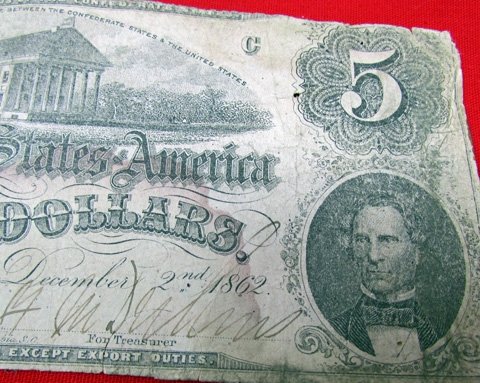 BETWEEN THE CONFEDERATE STATES & THE UNITED STATES
C
5
States of America
DOLLARS.
December 2nd. 1862.
For Treasurer
EXCEPT EXPORT DUTIES.